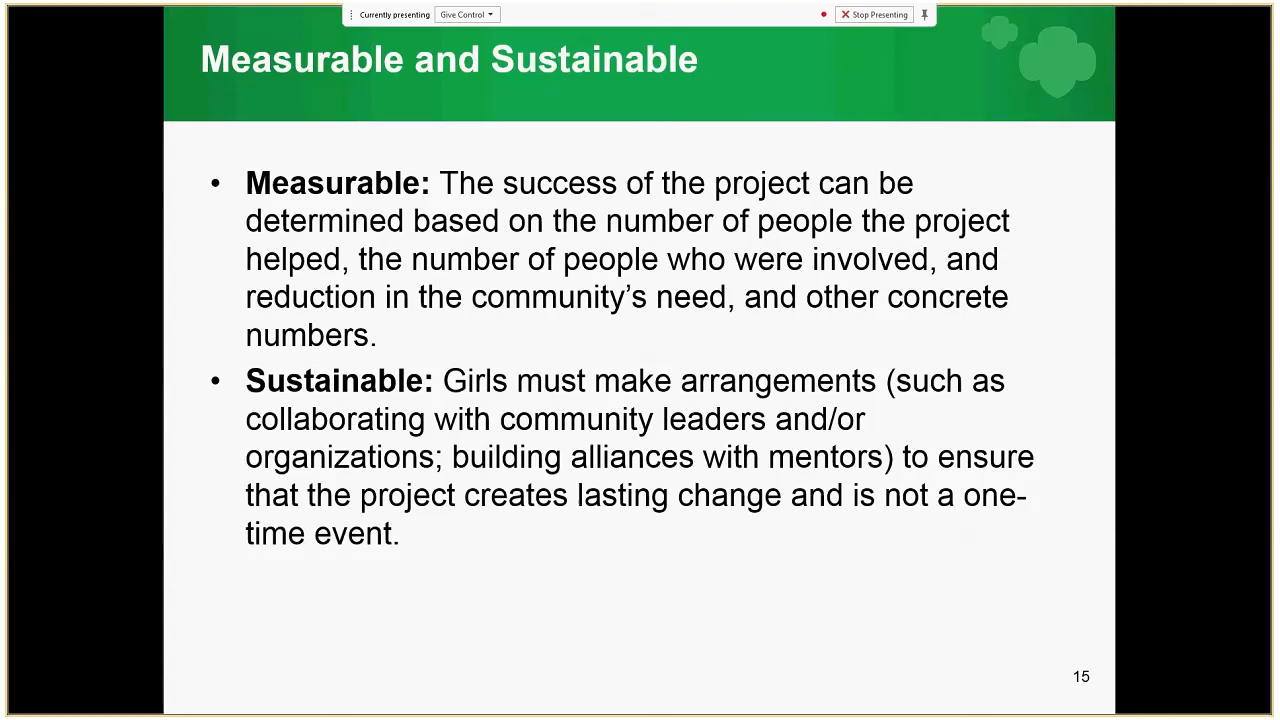 Currently presenting Give Control Stop Presenting
Measurable and Sustainable
• Measurable: The success of the project can be
determined based on the number of people the project
helped, the number of people who were involved, and
reduction in the community’s need, and other concrete
numbers.
• Sustainable: Girls must make arrangements (such as
collaborating with community leaders and/or
organizations; building alliances with mentors) to ensure
that the project creates lasting change and is not a one-
time event.
15